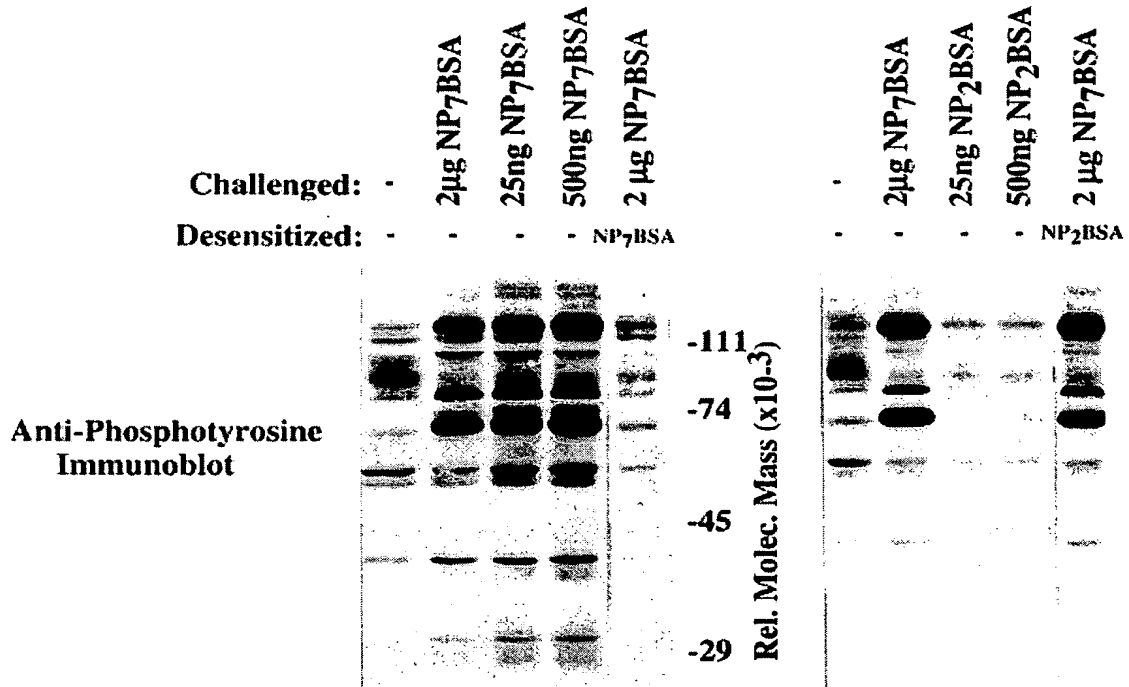 Challenged: - 2μg NP7BSA 25ng NP7BSA 500ng NP7BSA 2 μg NP7BSA - 2μg NP7BSA 25ng NP2BSA 500ng NP2BSA 2 μg NP7BSA
Desensitized: - - - - NP7BSA - - - - NP2BSA
Anti-Phosphotyrosine
Immunoblot
-111
-74
-45
-29
Rel. Molec. Mass (x10-3)